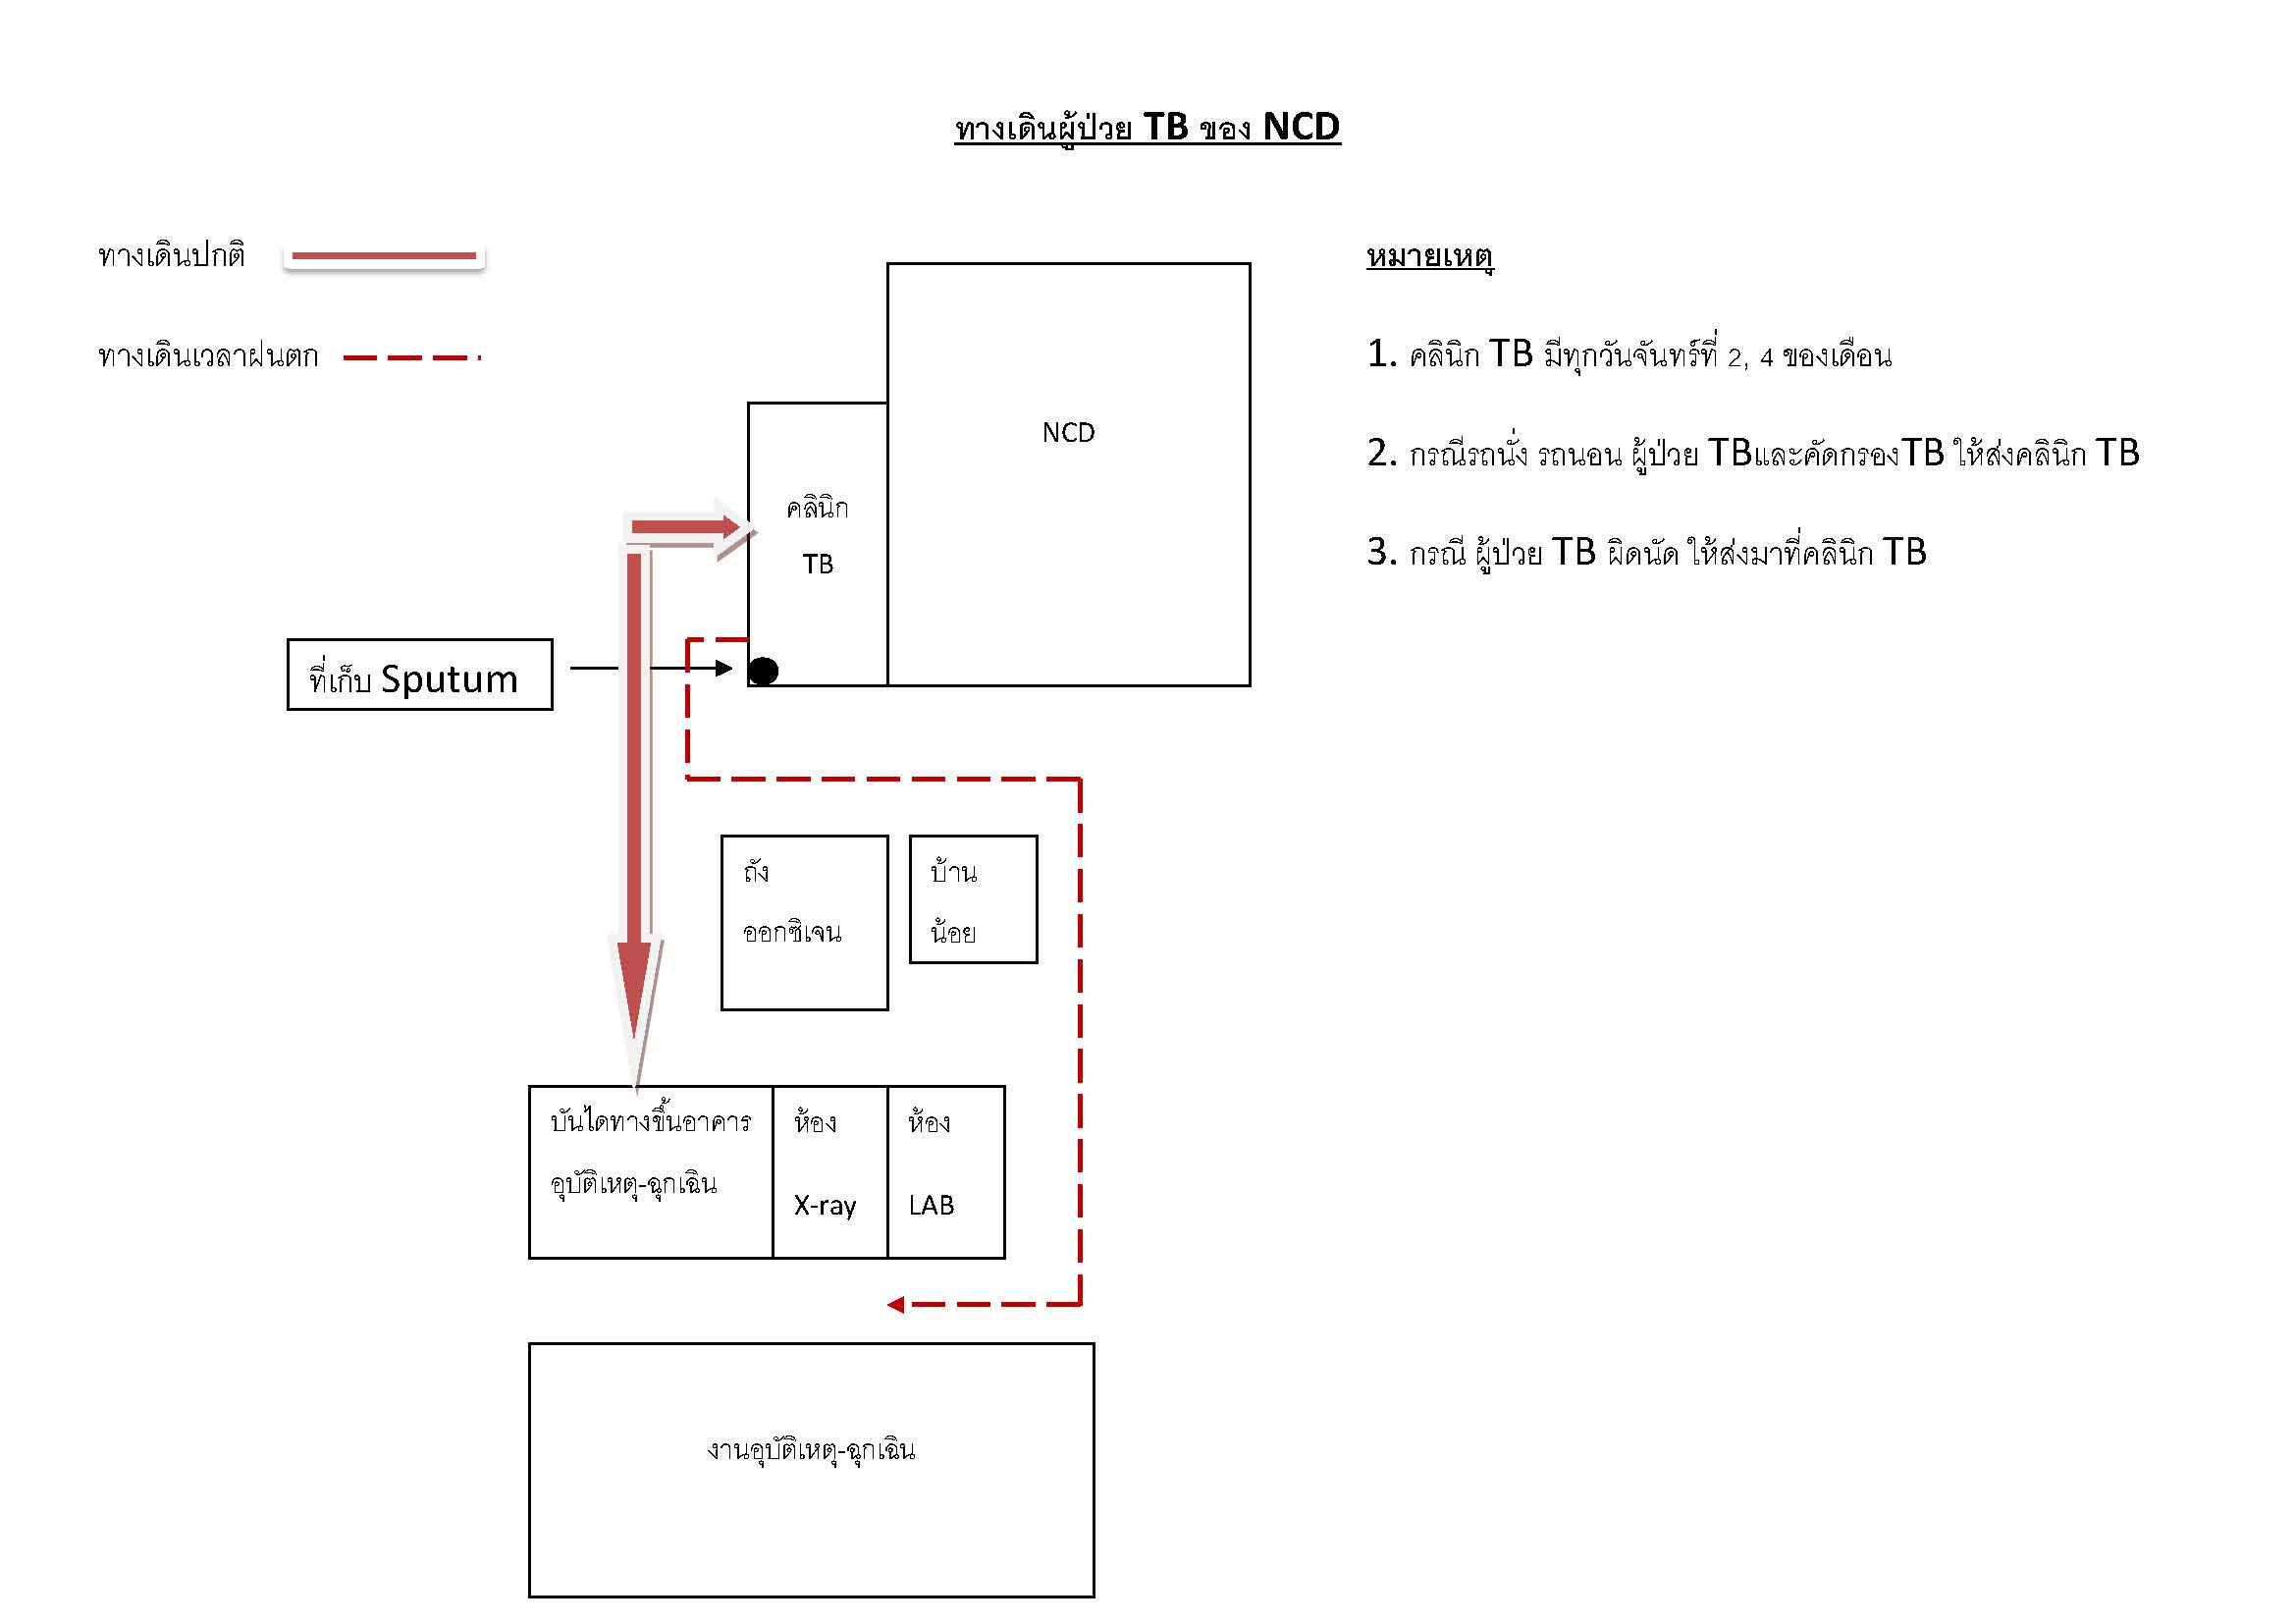 ทางเดินผู้ป่วย TB ของ NCD
ทางเดินปกติ
ทางเดินเวลาฝนตก
หมายเหตุ
1. คลินิก TB มีทุกวันจันทร์ที่ 2, 4 ของเดือน
2. กรณีรถนั่ง รถนอน ผู้ป่วย TBและคัดกรองTB ให้ส่งคลินิก TB
3. กรณี ผู้ป่วย TB ผิดนัด ให้ส่งมาที่คลินิก TB
NCD
คลินิก
TB
ที่เก็บ Sputum
ถัง
ออกซิเจน
บ้าน
น้อย
บันไดทางขึ้นอาคาร
อุบัติเหตุ-ฉุกเฉิน
ห้อง
X-ray
ห้อง
LAB
งานอุบัติเหตุ-ฉุกเฉิน